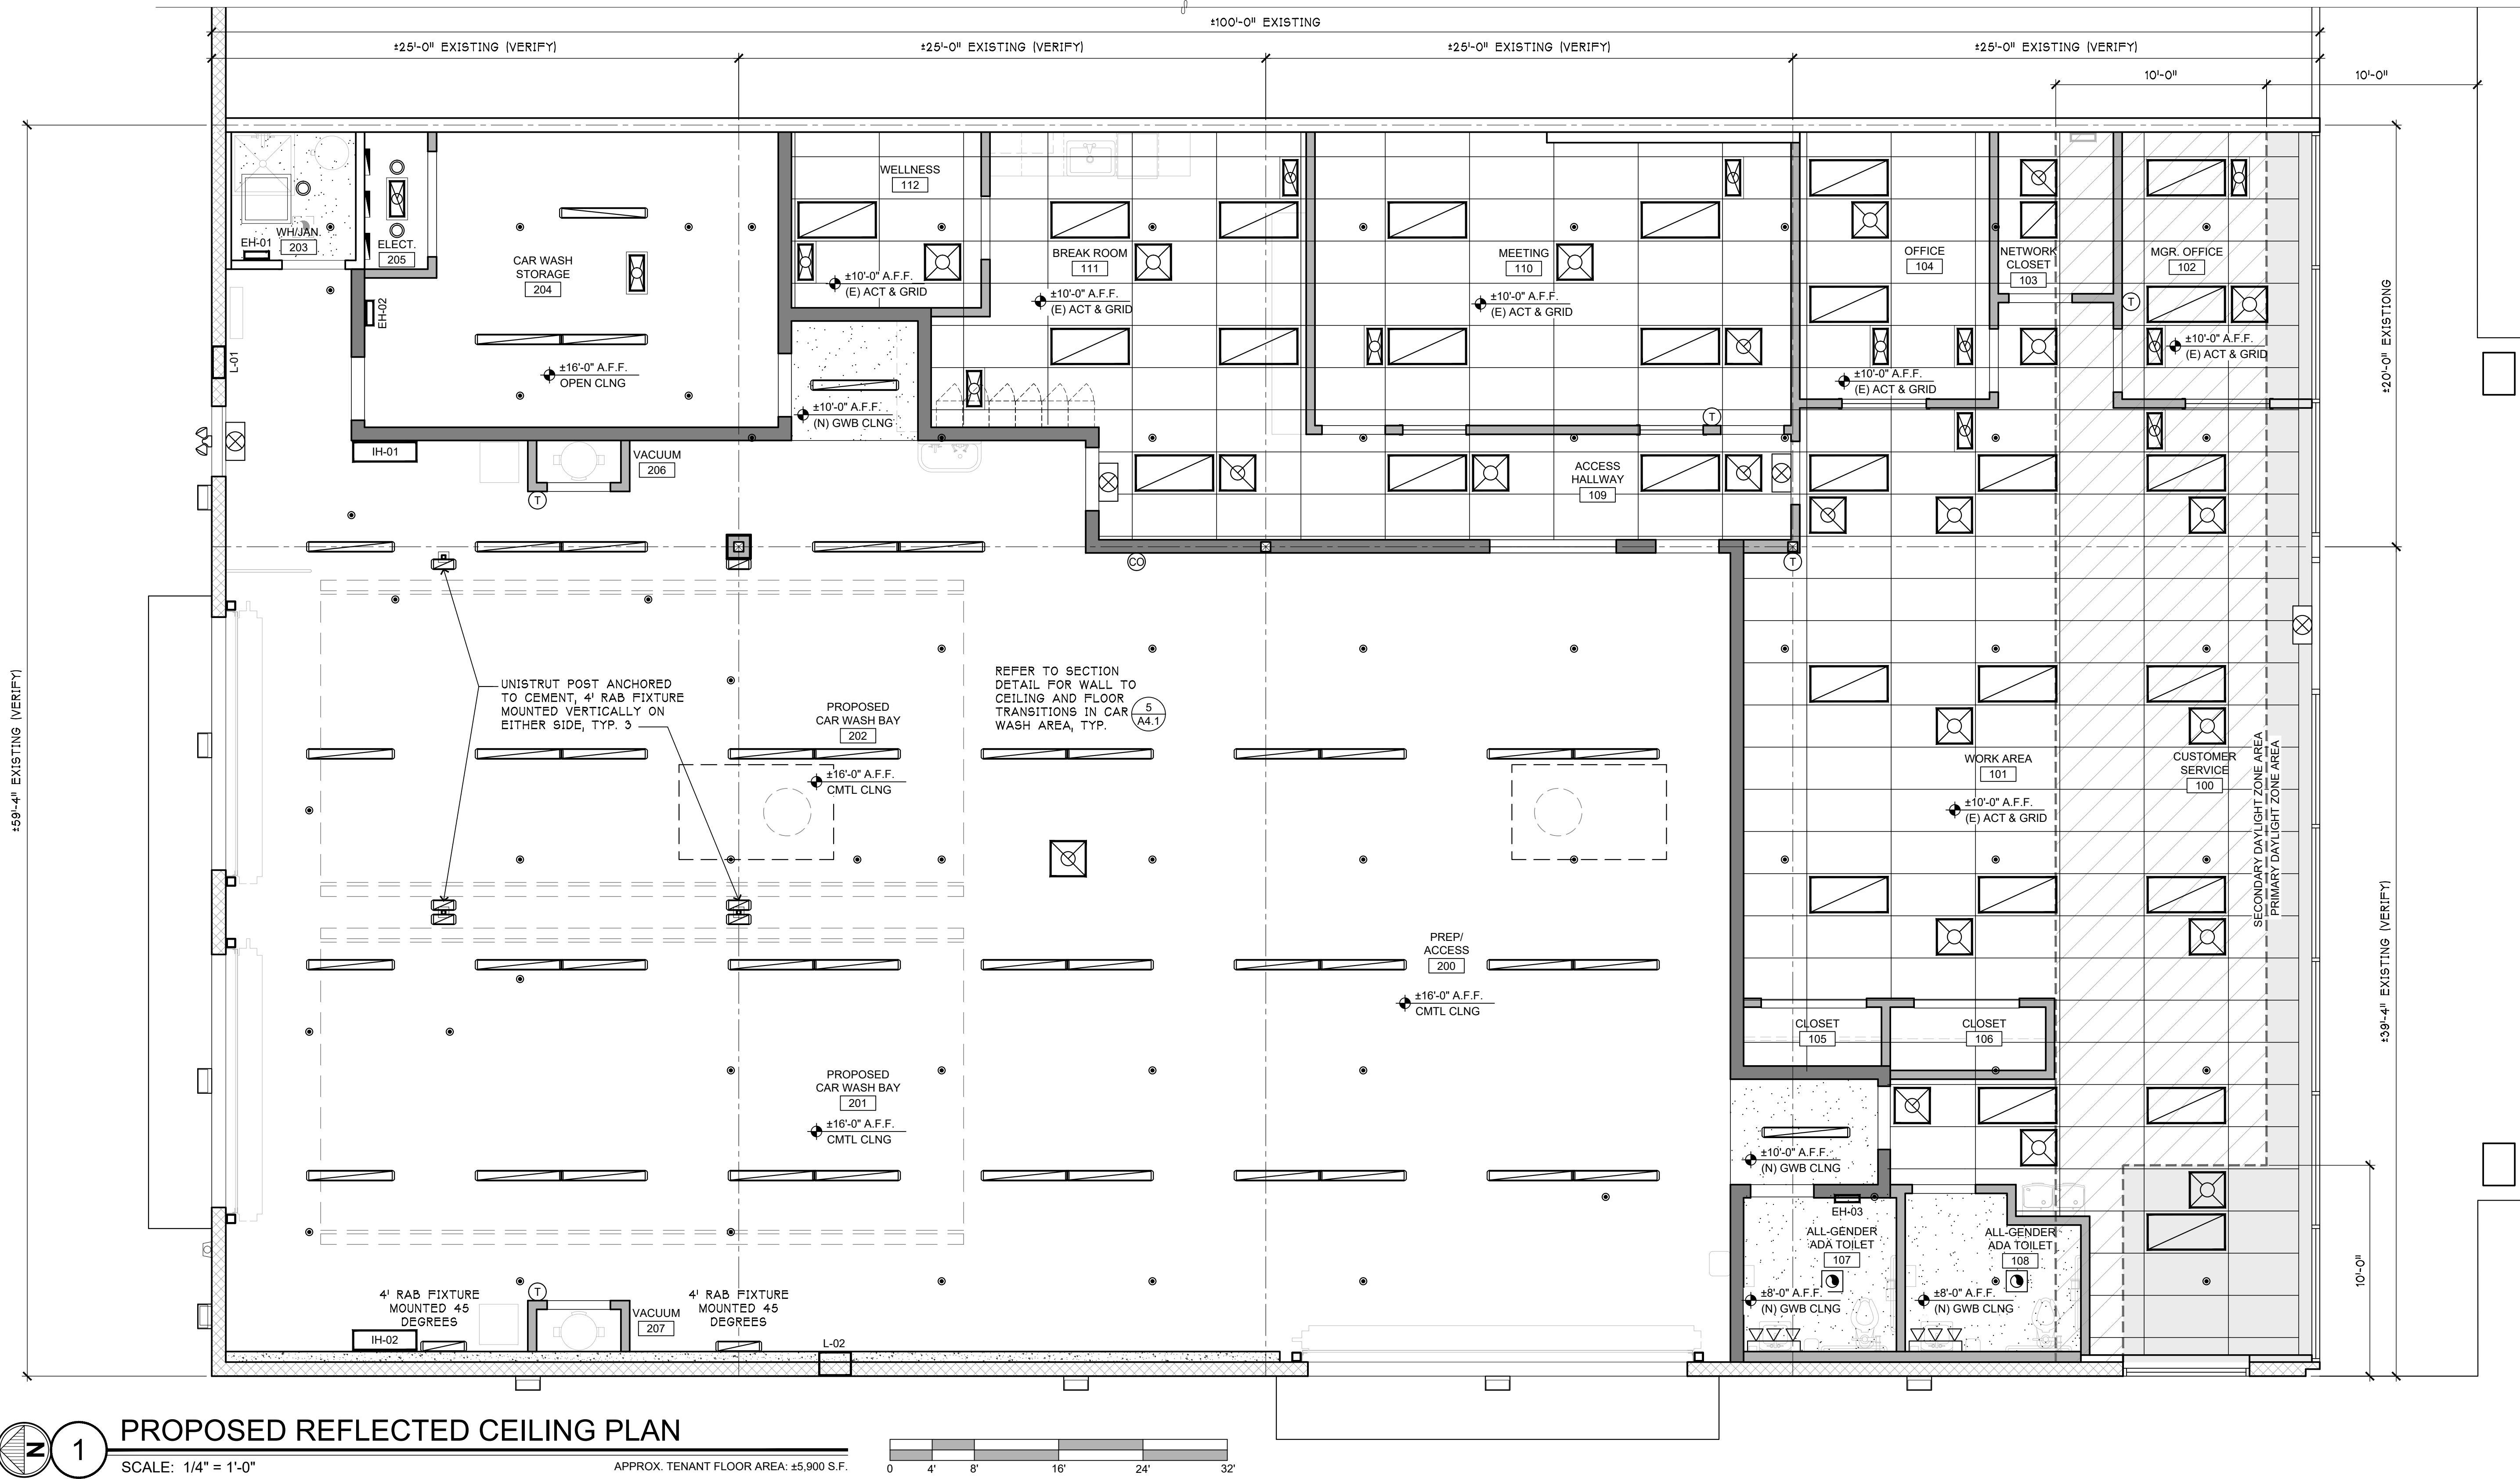 ±100'-0" EXISTING
±25'-0" EXISTING (VERIFY)
±25'-0" EXISTING (VERIFY)
±25'-0" EXISTING (VERIFY)
±25'-0" EXISTING (VERIFY)
10'-0"
10'-0"
WELLNESS
112
WH/JAN.
203
EH-01
ELECT.
205
CAR WASH
STORAGE
204
EH-02
L-01
±16'-0" A.F.F.
OPEN CLNG
±10'-0" A.F.F.
(E) ACT & GRID
BREAK ROOM
111
±10'-0" A.F.F.
(E) ACT & GRID
MEETING
110
±10'-0" A.F.F.
(E) ACT & GRID
OFFICE
104
NETWORK
CLOSET
103
MGR. OFFICE
102
T
±10'-0" A.F.F.
(E) ACT & GRID
±10'-0" A.F.F.
(E) ACT & GRID
±20'-0" EXISTIONG
±10'-0" A.F.F.
(N) GWB CLNG
T
IH-01
VACUUM
206
T
ACCESS
HALLWAY
109
CO
T
±59'-4" EXISTING (VERIFY)
UNISTRUT POST ANCHORED
TO CEMENT, 4' RAB FIXTURE
MOUNTED VERTICALLY ON
EITHER SIDE, TYP. 3
REFER TO SECTION
DETAIL FOR WALL TO
CEILING AND FLOOR
TRANSITIONS IN CAR
WASH AREA, TYP.
5
A4.1
PROPOSED
CAR WASH BAY
202
±16'-0" A.F.F.
CMTL CLNG
WORK AREA
101
±10'-0" A.F.F.
(E) ACT & GRID
CUSTOMER
SERVICE
100
SECONDARY DAYLIGHT ZONE AREA
PRIMARY DAYLIGHT ZONE AREA
±39'-4" EXISTING (VERIFY)
PREP/
ACCESS
200
±16'-0" A.F.F.
CMTL CLNG
CLOSET
105
CLOSET
106
PROPOSED
CAR WASH BAY
201
±16'-0" A.F.F.
CMTL CLNG
±10'-0" A.F.F.
(N) GWB CLNG
EH-03
ALL-GENDER
ADA TOILET
107
±8'-0" A.F.F.
(N) GWB CLNG
ALL-GENDER
ADA TOILET
108
±8'-0" A.F.F.
(N) GWB CLNG
10'-0"
4' RAB FIXTURE
MOUNTED 45
DEGREES
IH-02
T
VACUUM
207
4' RAB FIXTURE
MOUNTED 45
DEGREES
L-02
N
1
PROPOSED REFLECTED CEILING PLAN
SCALE: 1/4" = 1'-0"
APPROX. TENANT FLOOR AREA: ±5,900 S.F.
0 4' 8' 16' 24' 32'